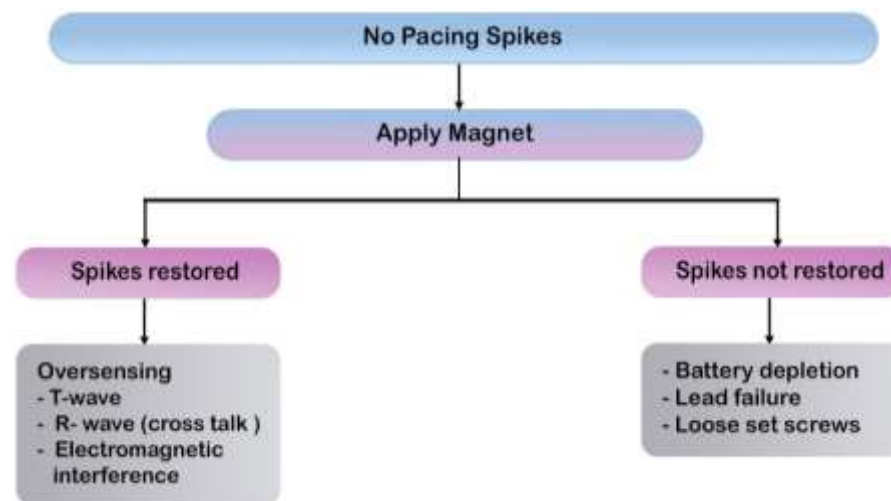 No Pacing Spikes
Apply Magnet
Spikes restored
Spikes not restored
Oversensing
- T-wave
- R- wave (cross talk )
- Electromagnetic
interference
- Battery depletion
- Lead failure
- Loose set screws